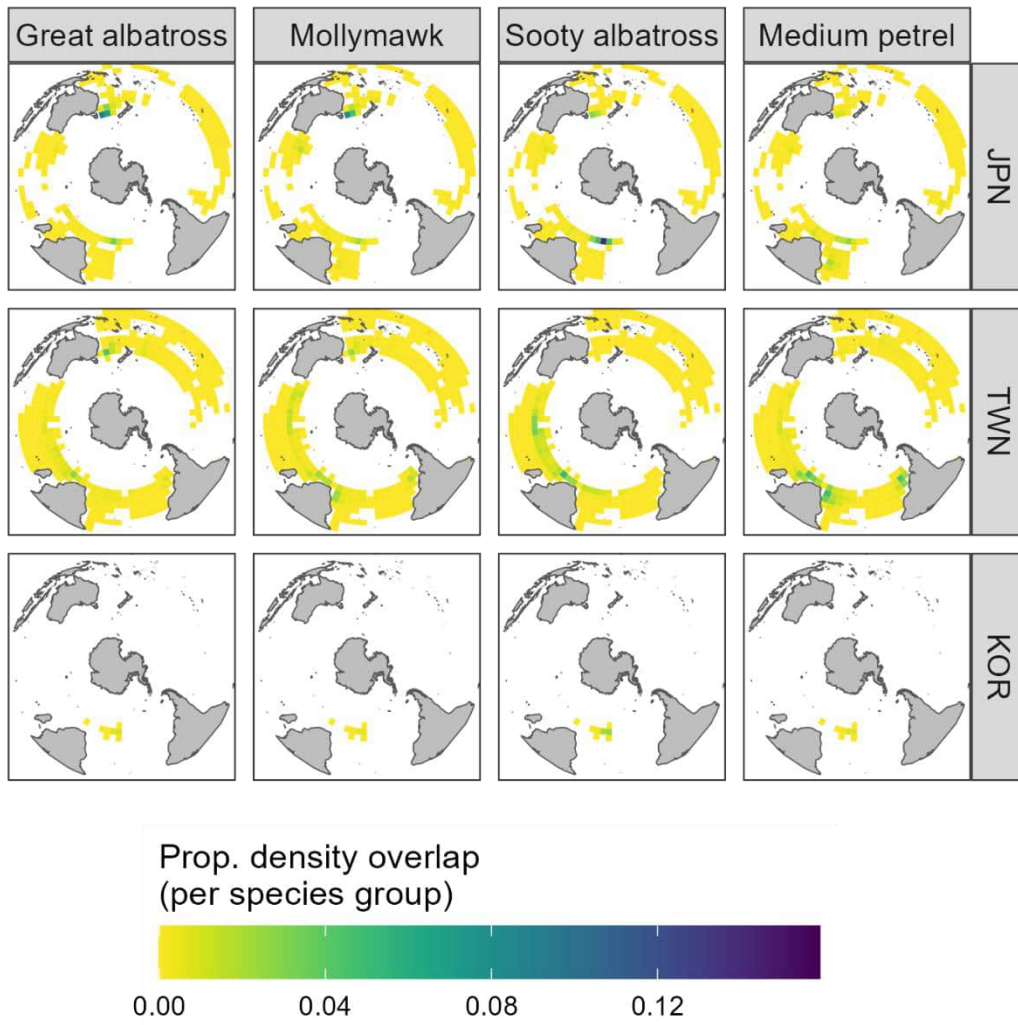 Great albatross
Mollymawk
Sooty albatross
Medium petrel
JPN
TWN
KOR
Prop. density overlap
(per species group)
0.00
0.04
0.08
0.12